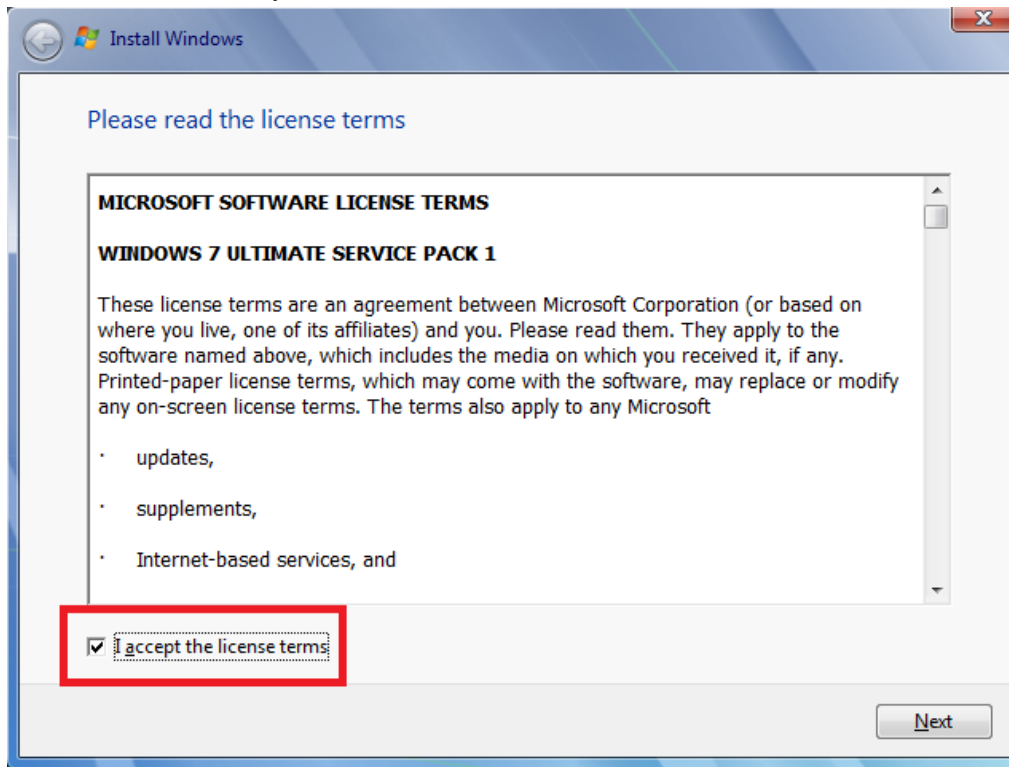 Install Windows
Please read the license terms
MICROSOFT SOFTWARE LICENSE TERMS
WINDOWS 7 ULTIMATE SERVICE PACK 1
These license terms are an agreement between Microsoft Corporation (or based on
where you live, one of its affiliates) and you. Please read them. They apply to the
software named above, which includes the media on which you received it, if any.
Printed-paper license terms, which may come with the software, may replace or modify
any on-screen license terms. The terms also apply to any Microsoft
· updates,
· supplements,
· Internet-based services, and
I accept the license terms
Next